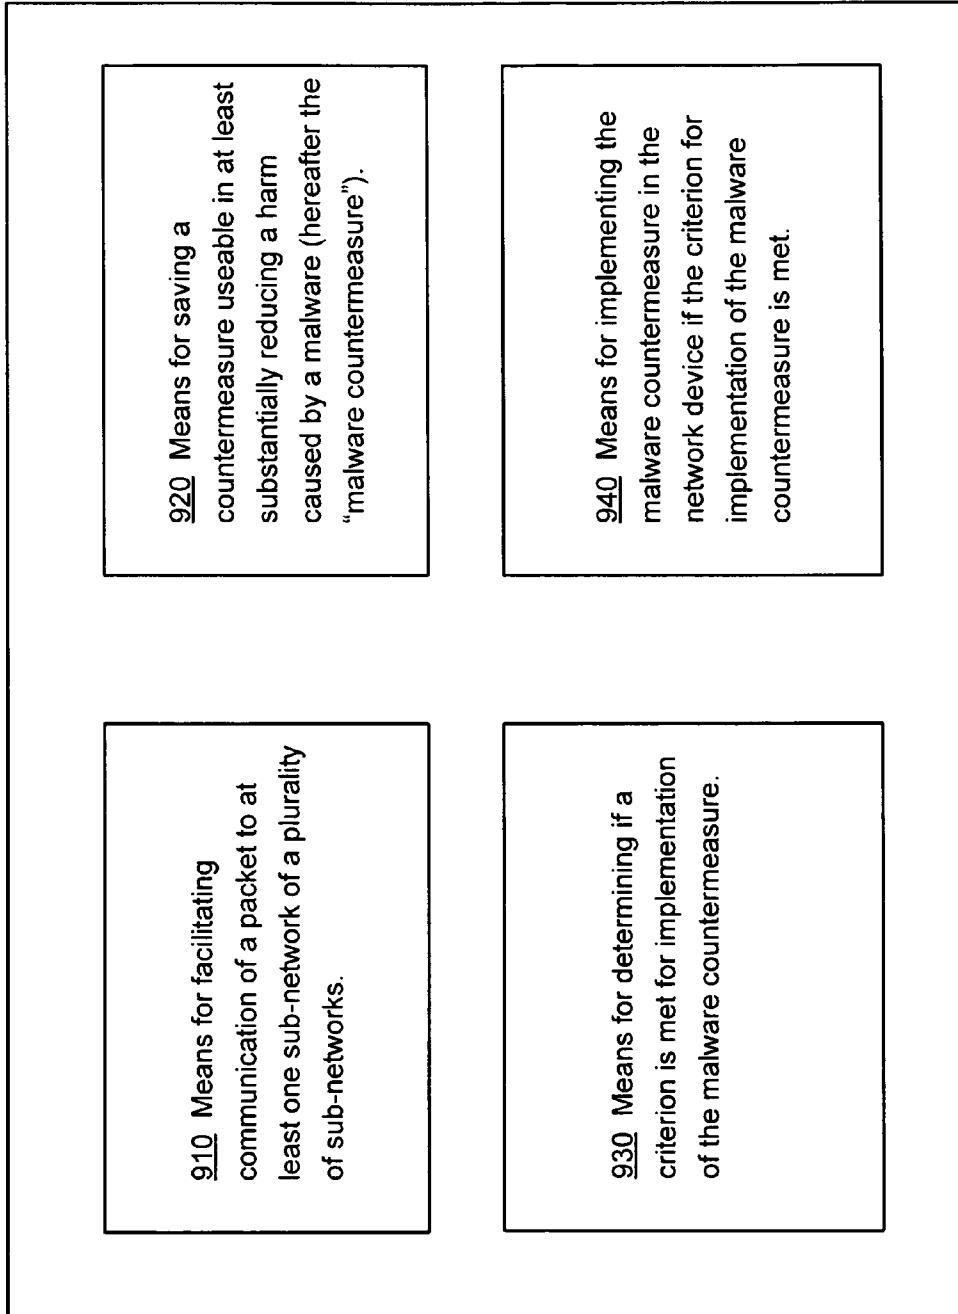 910 Means for facilitating
communication of a packet to at
least one sub-network of a plurality
of sub-networks.
920 Means for saving a
countermeasure useable in at least
substantially reducing a harm
caused by a malware (hereafter the
“malware countermeasure”).
930 Means for determining if a
criterion is met for implementation
of the malware countermeasure.
940 Means for implementing the
malware countermeasure in the
network device if the criterion for
implementation of the malware
countermeasure is met.